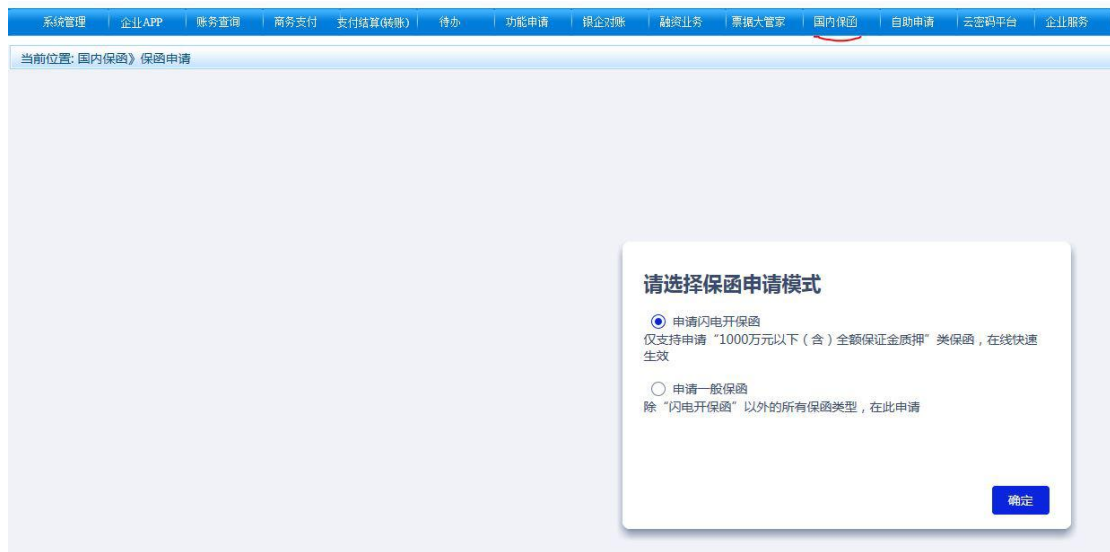 系统管理 企业APP 账务查询 商务支付 支付结算(转账) 待办 功能申请 银企对账 融资业务 票据大管家 国内保函 自助申请 云密码平台 企业服务
当前位置: 国内保函》保函申请
请选择保函申请模式
申请闪电开保函
仅支持申请“1000万元以下（含）全额保证金质押”类保函，在线快速
生效
申请一般保函
除“闪电开保函”以外的所有保函类型，在此申请
确定